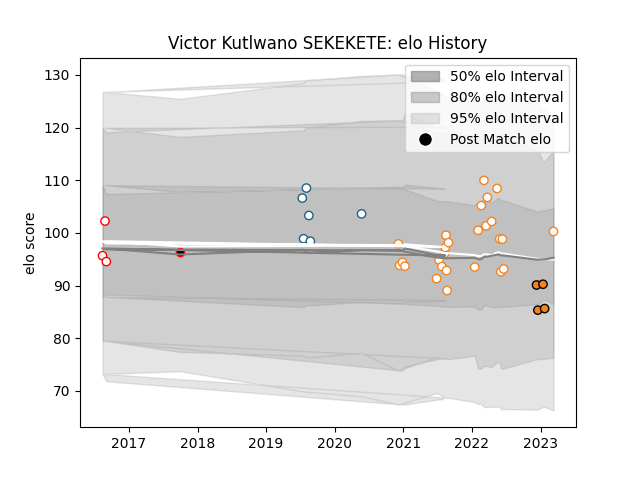 Victor Kutlwano SEKEKETE: elo History
50% elo Interval
80% elo Interval
95% elo Interval
Post Match elo
elo score
130
120
110
100
90
80
70
2017 2018 2019 2020 2021 2022 2023